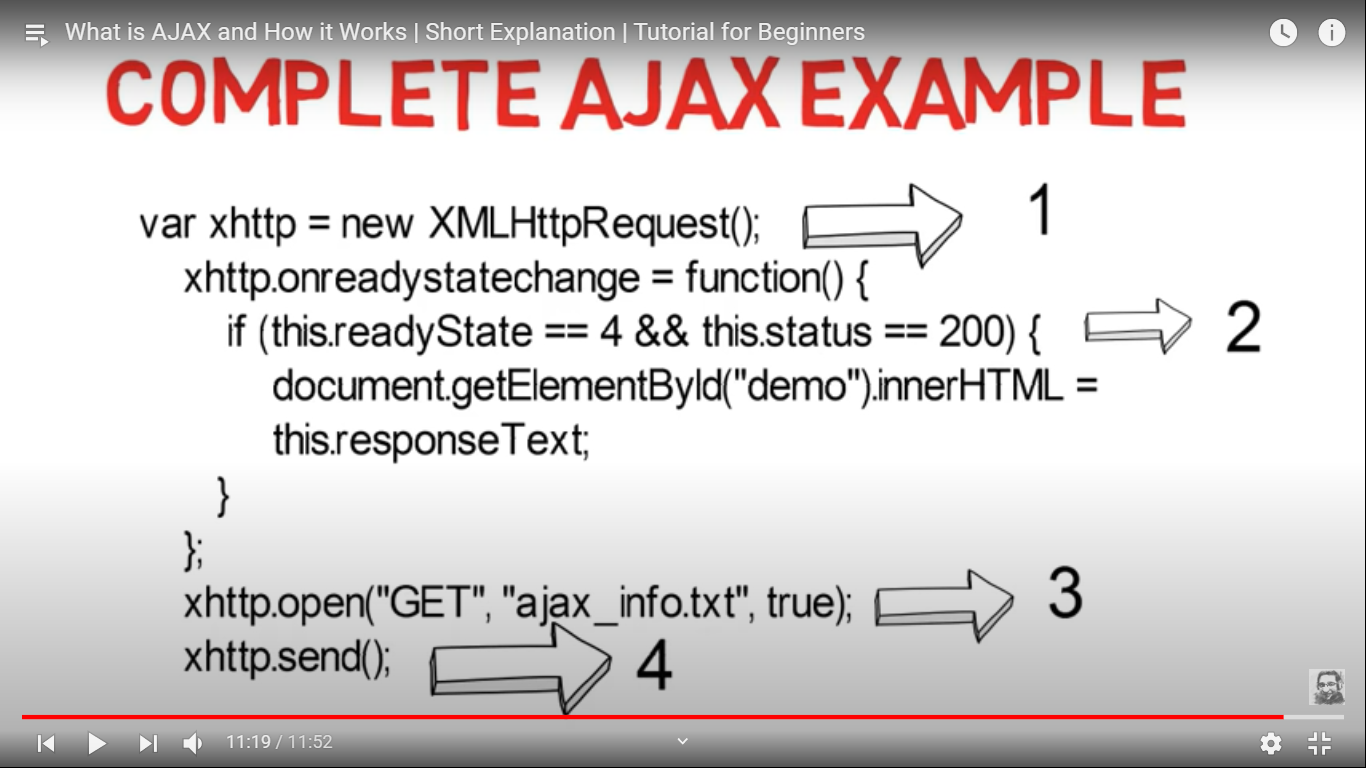 What is AJAX and How it Works | Short Explanation | Tutorial for Beginners
COMPLETE AJAX EXAMPLE
var xhttp = new XMLHttpRequest(); 1
xhttp.onreadystatechange = function() {
if (this.readyState == 4 && this.status == 200) { 2
document.getElementById("demo").innerHTML =
this.responseText;
}
};
xhttp.open("GET", "ajax_info.txt", true); 3
xhttp.send(); 4
11:19 / 11:52